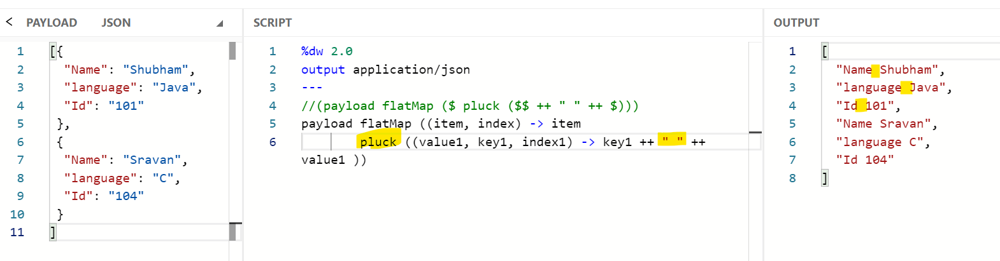 < PAYLOAD JSON
1 [{
2 "Name": "Shubham",
3 "language": "Java",
4 "Id": "101"
5 },
6 {
7 "Name": "Sravan",
8 "language": "C",
9 "Id": "104"
10 }
11 ]
SCRIPT
1 %dw 2.0
2 output application/json
3 ---
4 //(payload flatMap ($ pluck ($$ ++ " " ++ $)))
5 payload flatMap ((item, index) -> item
6 pluck ((value1, key1, index1) -> key1 ++ " " ++
value1 ))
OUTPUT
1 [
2 "Name Shubham",
3 "language Java",
4 "Id 101",
5 "Name Sravan",
6 "language C",
7 "Id 104"
8 ]